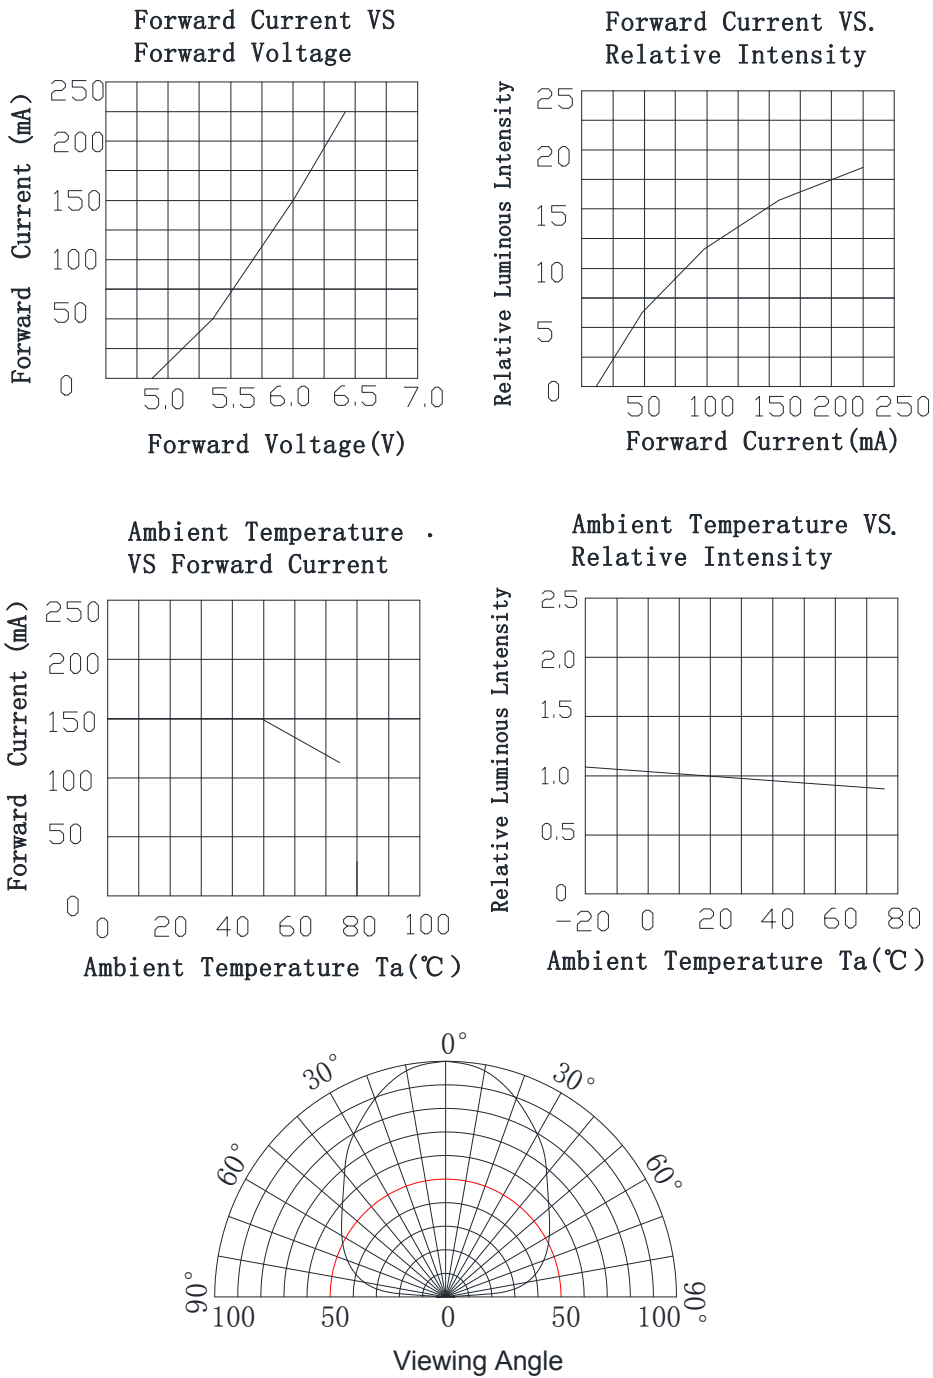 Forward Current VS
Forward Voltage
Forward Current (mA)
250
200
150
100
50
0
5.0 5.5 6.0 6.5 7.0
Forward Voltage(V)
Forward Current VS.
Relative Intensity
Relative Luminous Lntensity
25
20
15
10
5
0
50 100 150 200 250
Forward Current(mA)
Ambient Temperature .
VS Forward Current
Forward Current (mA)
250
200
150
100
50
0
0 20 40 60 80 100
Ambient Temperature Ta(℃)
Ambient Temperature VS.
Relative Intensity
Relative Luminous Lntensity
2.5
2.0
1.5
1.0
0.5
0
-20 0 20 40 60 80
Ambient Temperature Ta(℃)
0°
30° 30°
60° 60°
90° 90°
100 50 0 50 100
Viewing Angle